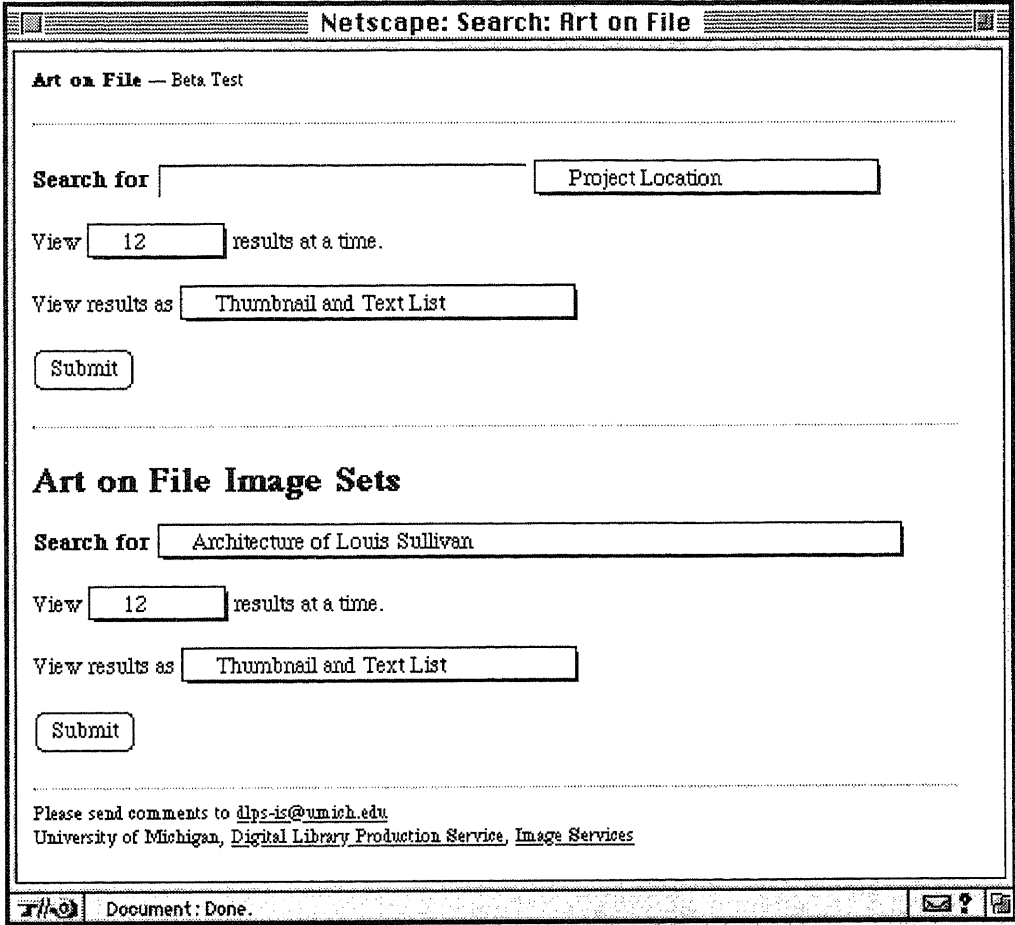 Netscape: Search: Art on File
Art on File — Beta Test
Search for Project Location
View 12 results at a time.
View results as Thumbnail and Text List
Submit
Art on File Image Sets
Search for Architecture of Louis Sullivan
View 12 results at a time.
View results as Thumbnail and Text List
Submit
Please send comments to dlps-is@umich.edu
University of Michigan, Digital Library Production Service, Image Services
Document: Done.
?